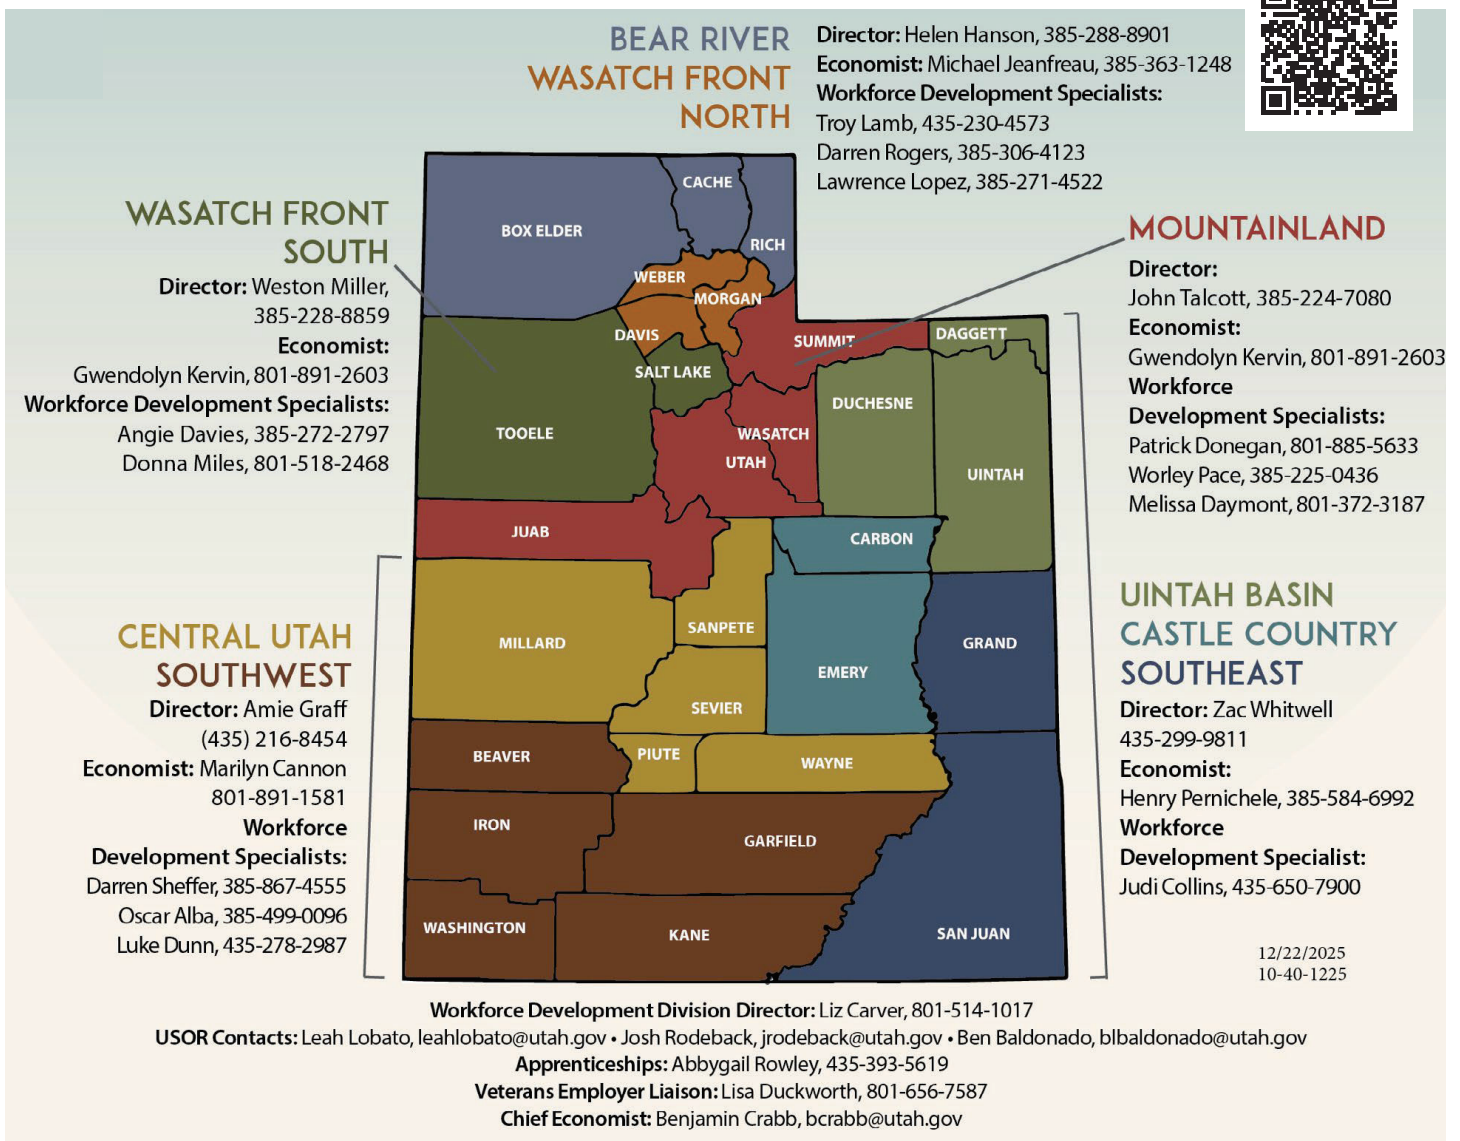 BEAR RIVER
WASATCH FRONT
NORTH
Director: Helen Hanson, 385-288-8901
Economist: Michael Jeanfreau, 385-363-1248
Workforce Development Specialists:
Troy Lamb, 435-230-4573
Darren Rogers, 385-306-4123
Lawrence Lopez, 385-271-4522
WASATCH FRONT
SOUTH
Director: Weston Miller,
385-228-8859
Economist:
Gwendolyn Kervin, 801-891-2603
Workforce Development Specialists:
Angie Davies, 385-272-2797
Donna Miles, 801-518-2468
MOUNTAINLAND
Director:
John Talcott, 385-224-7080
Economist:
Gwendolyn Kervin, 801-891-2603
Workforce
Development Specialists:
Patrick Donegan, 801-885-5633
Worley Pace, 385-225-0436
Melissa Daymont, 801-372-3187
CACHE
BOX ELDER
RICH
WEBER
MORGAN
DAVIS
SUMMIT
DAGGETT
SALT LAKE
DUCHESNE
TOOELE
WASATCH
UTAH
UINTAH
JUAB
CARBON
SANPETE
MILLARD
GRAND
EMERY
SEVIER
BEAVER
PIUTE
WAYNE
IRON
GARFIELD
WASHINGTON
KANE
SAN JUAN
CENTRAL UTAH
SOUTHWEST
Director: Amie Graff
(435) 216-8454
Economist: Marilyn Cannon
801-891-1581
Workforce
Development Specialists:
Darren Sheffer, 385-867-4555
Oscar Alba, 385-499-0096
Luke Dunn, 435-278-2987
UINTAH BASIN
CASTLE COUNTRY
SOUTHEAST
Director: Zac Whitwell
435-299-9811
Economist:
Henry Pernichele, 385-584-6992
Workforce
Development Specialist:
Judi Collins, 435-650-7900
12/22/2025
10-40-1225
Workforce Development Division Director: Liz Carver, 801-514-1017
USOR Contacts: Leah Lobato, leahlobato@utah.gov • Josh Rodeback, jrodeback@utah.gov • Ben Baldonado, blbaldonado@utah.gov
Apprenticeships: Abbygail Rowley, 435-393-5619
Veterans Employer Liaison: Lisa Duckworth, 801-656-7587
Chief Economist: Benjamin Crabb, bcrabb@utah.gov